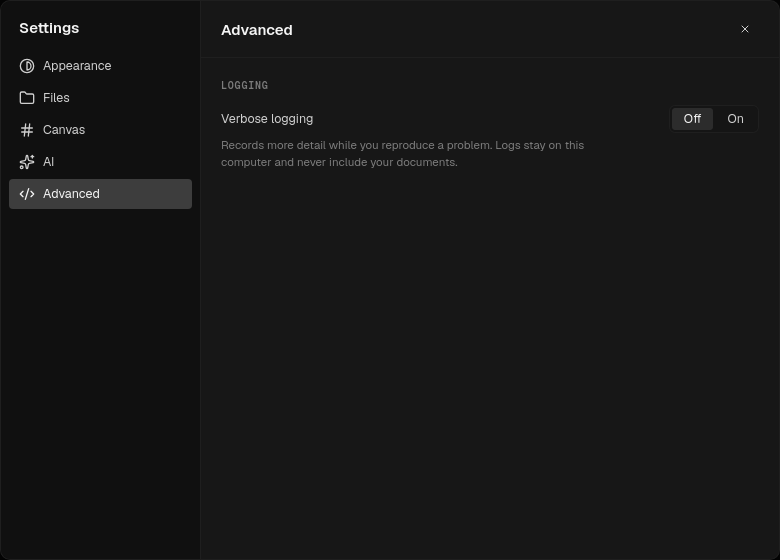 Settings
Appearance
Files
Canvas
AI
Advanced
Advanced
LOGGING
Verbose logging
Off On
Records more detail while you reproduce a problem. Logs stay on this
computer and never include your documents.